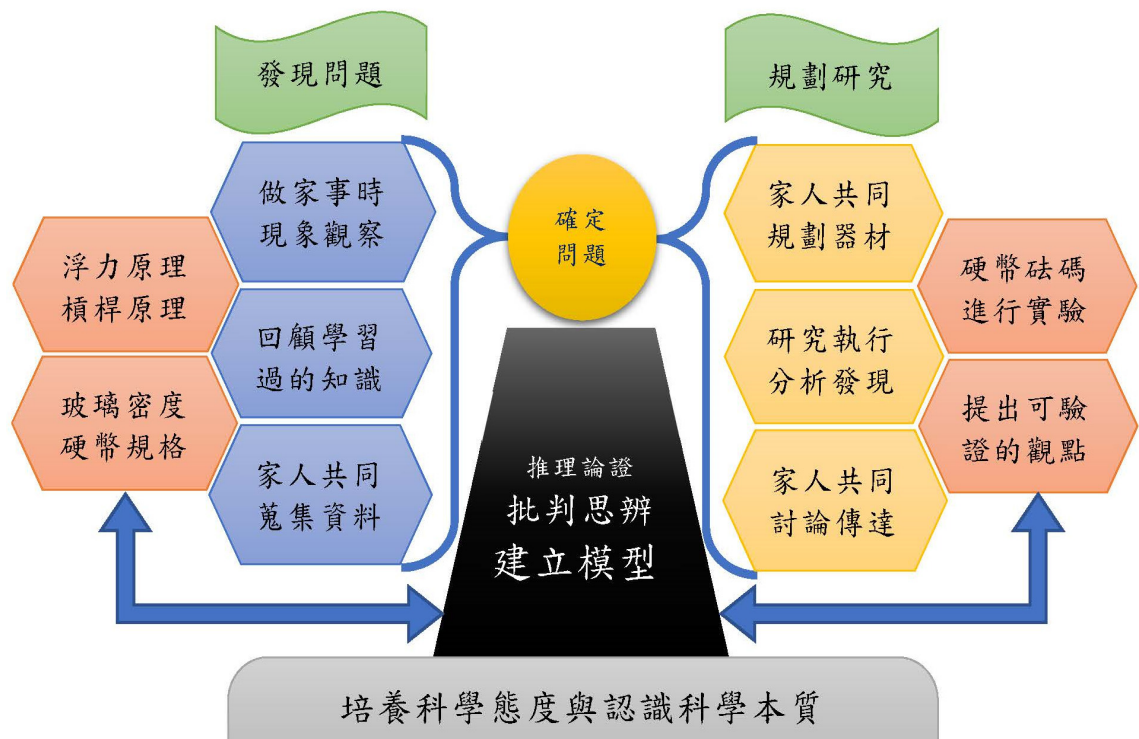 發現問題
做家事時
現象觀察
回顧學習
過的知識
家人共同
蒐集資料
浮力原理
槓桿原理
玻璃密度
硬幣規格
確定
問題
推理論證
批判思辨
建立模型
規劃研究
家人共同
規劃器材
研究執行
分析發現
家人共同
討論傳達
硬幣砝碼
進行實驗
提出可驗
證的觀點
培養科學態度與認識科學本質